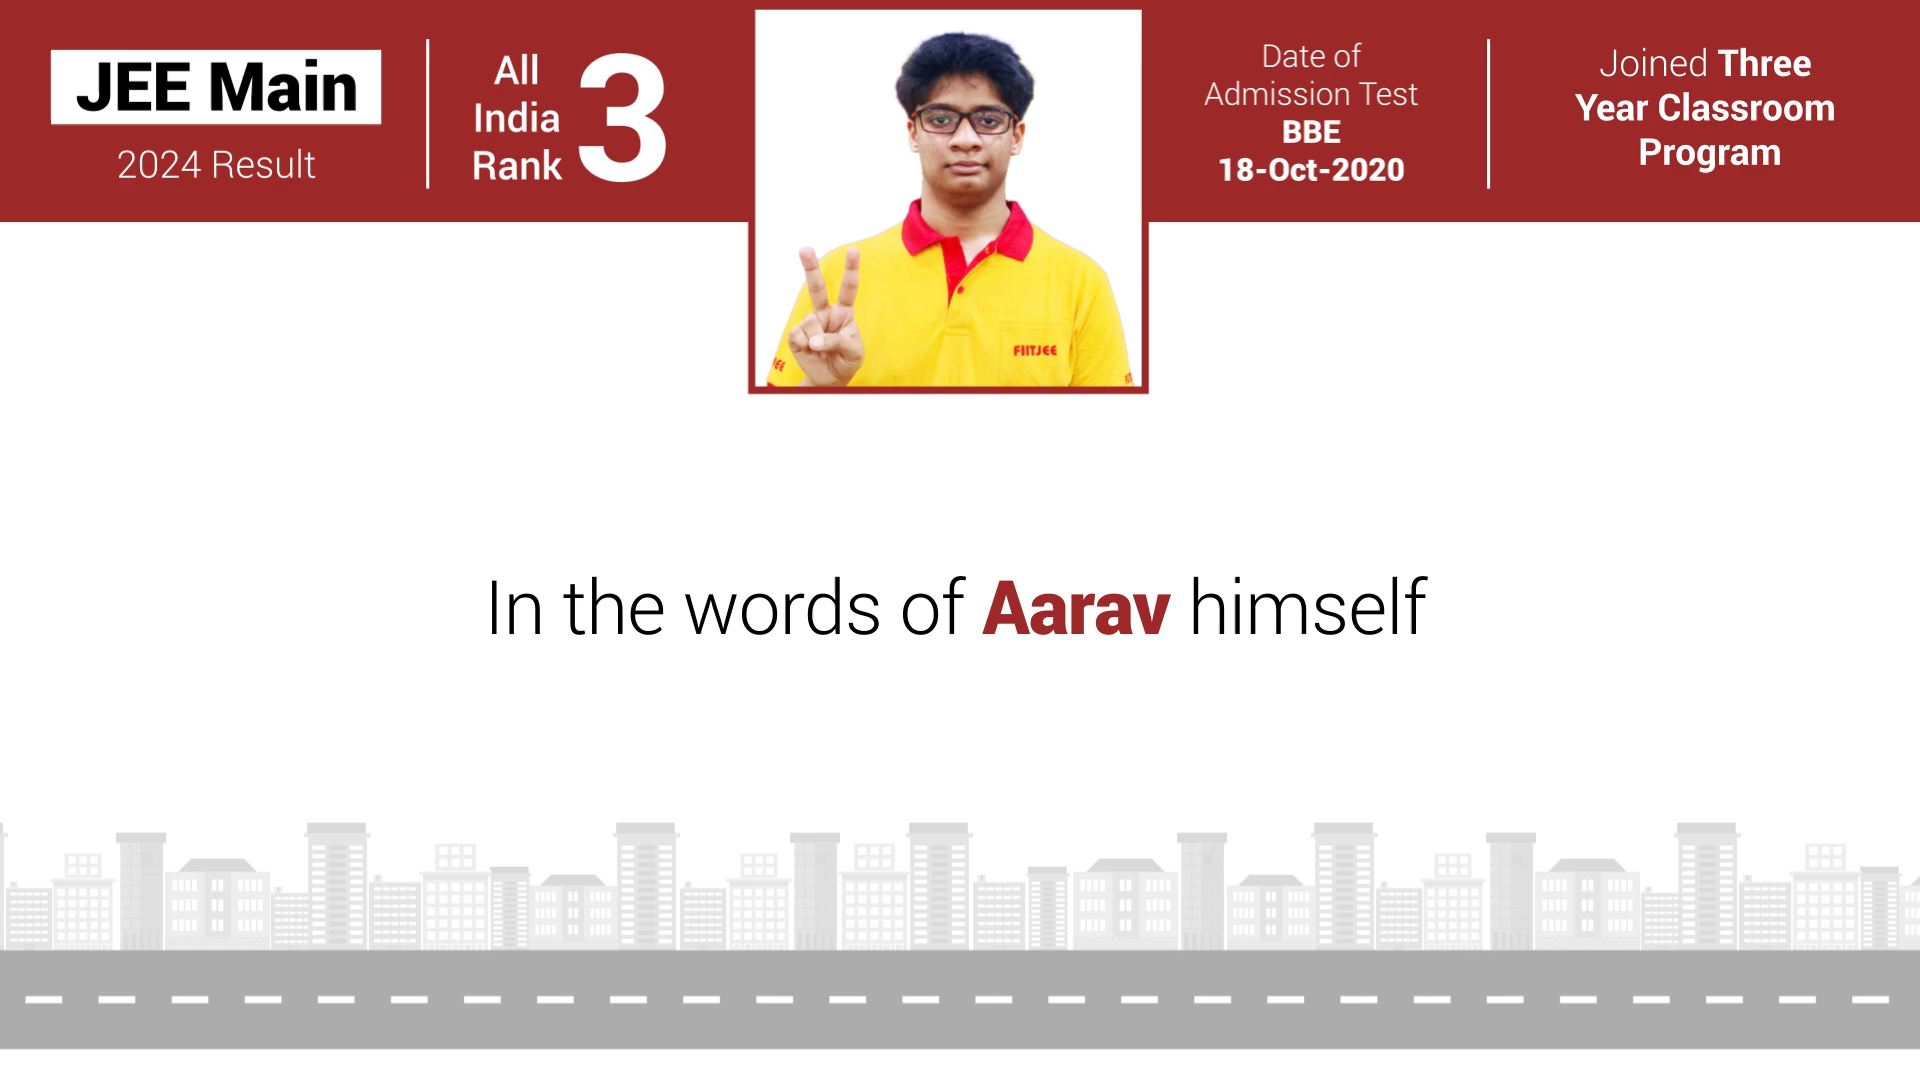 JEE Main
2024 Result
All
India
Rank
3
Date of
Admission Test
BBE
18-Oct-2020
Joined Three
Year Classroom
Program
FIITJEE
In the words of Aarav himself